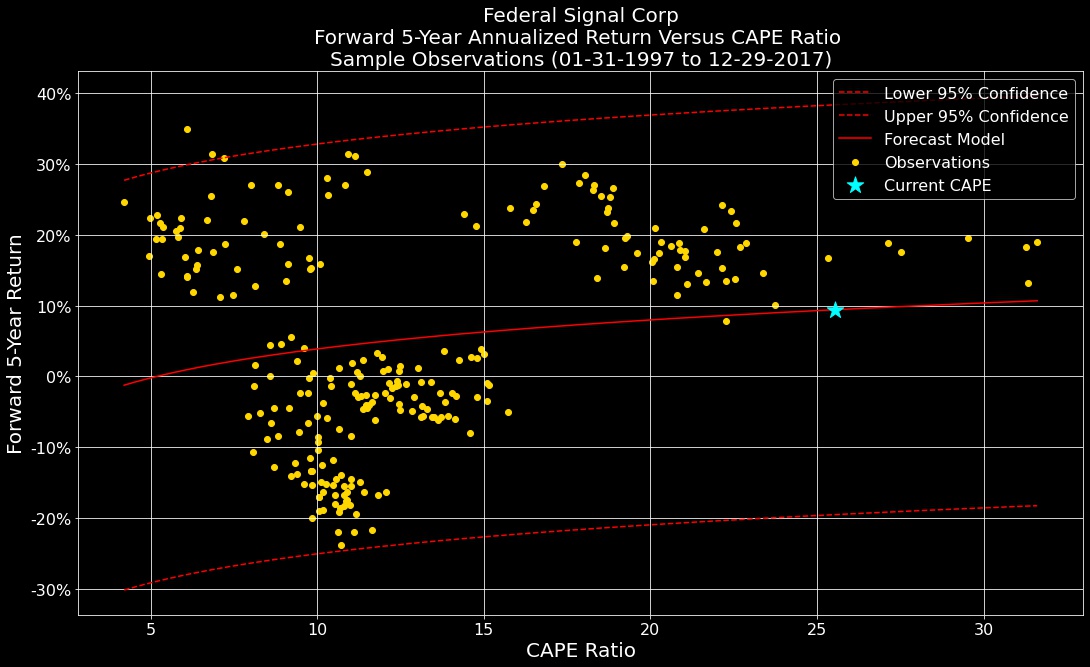 Federal Signal Corp
Forward 5-Year Annualized Return Versus CAPE Ratio
Sample Observations (01-31-1997 to 12-29-2017)
Lower 95% Confidence
Upper 95% Confidence
Forecast Model
Observations
Current CAPE
Forward 5-Year Return
40%
30%
20%
10%
0%
-10%
-20%
-30%
5 10 15 20 25 30
CAPE Ratio